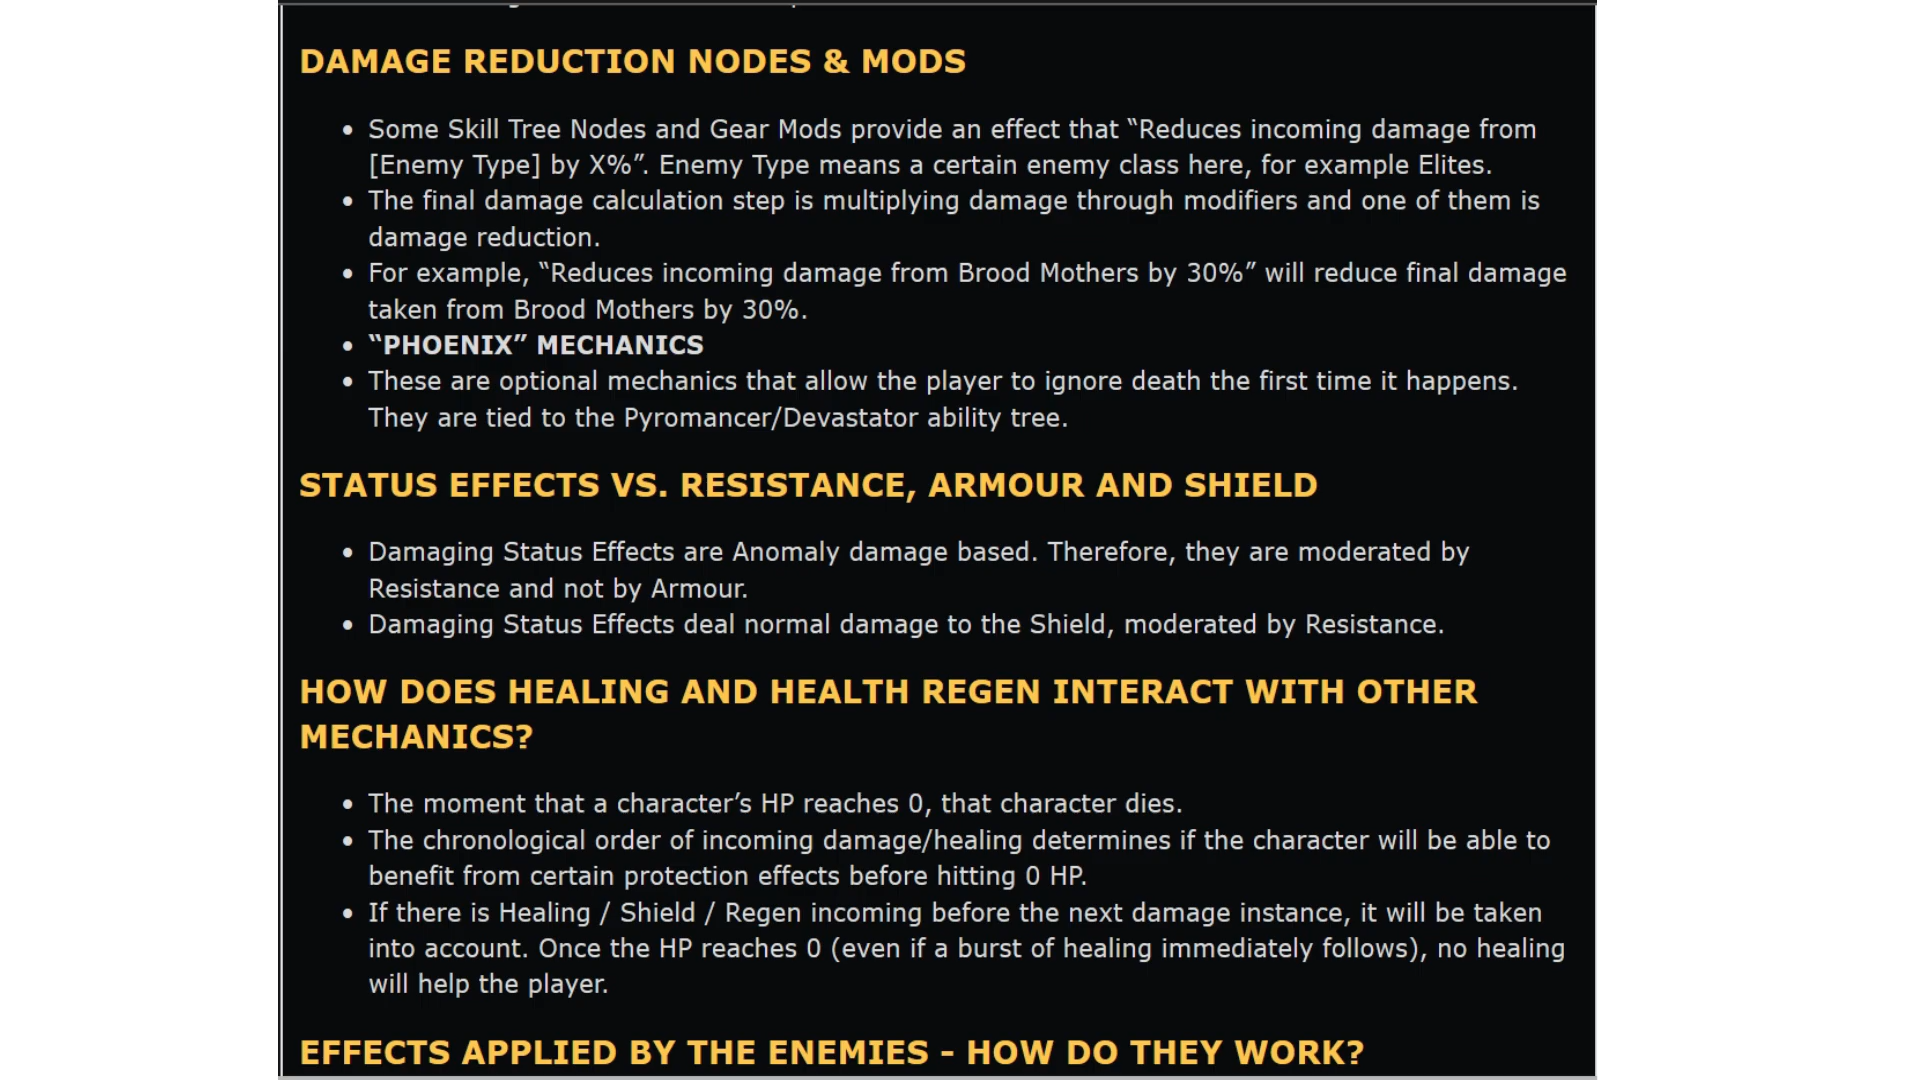 DAMAGE REDUCTION NODES & MODS
• Some Skill Tree Nodes and Gear Mods provide an effect that “Reduces incoming damage from
[Enemy Type] by X%”. Enemy Type means a certain enemy class here, for example Elites.
• The final damage calculation step is multiplying damage through modifiers and one of them is
damage reduction.
• For example, “Reduces incoming damage from Brood Mothers by 30%” will reduce final damage
taken from Brood Mothers by 30%.
• “PHOENIX” MECHANICS
• These are optional mechanics that allow the player to ignore death the first time it happens.
They are tied to the Pyromancer/Devastator ability tree.
STATUS EFFECTS VS. RESISTANCE, ARMOUR AND SHIELD
• Damaging Status Effects are Anomaly damage based. Therefore, they are moderated by
Resistance and not by Armour.
• Damaging Status Effects deal normal damage to the Shield, moderated by Resistance.
HOW DOES HEALING AND HEALTH REGEN INTERACT WITH OTHER
MECHANICS?
• The moment that a character’s HP reaches 0, that character dies.
• The chronological order of incoming damage/healing determines if the character will be able to
benefit from certain protection effects before hitting 0 HP.
• If there is Healing / Shield / Regen incoming before the next damage instance, it will be taken
into account. Once the HP reaches 0 (even if a burst of healing immediately follows), no healing
will help the player.
EFFECTS APPLIED BY THE ENEMIES – HOW DO THEY WORK?